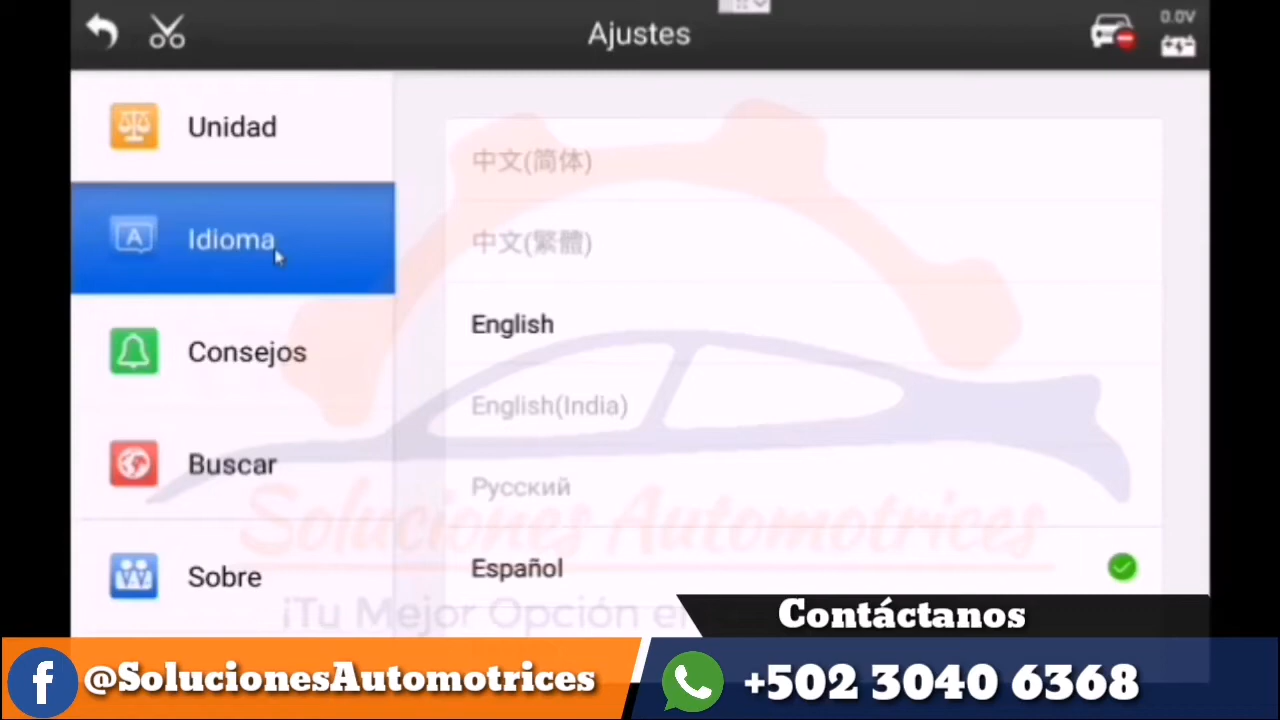 Ajustes
0.0V
Unidad
Idioma
Consejos
Buscar
Sobre
中文(简体)
中文(繁體)
English
English(India)
Русский
Español
Soluciones Automotrices
¡Tu Mejor Opción en
Contáctanos
@SolucionesAutomotrices
+502 3040 6368